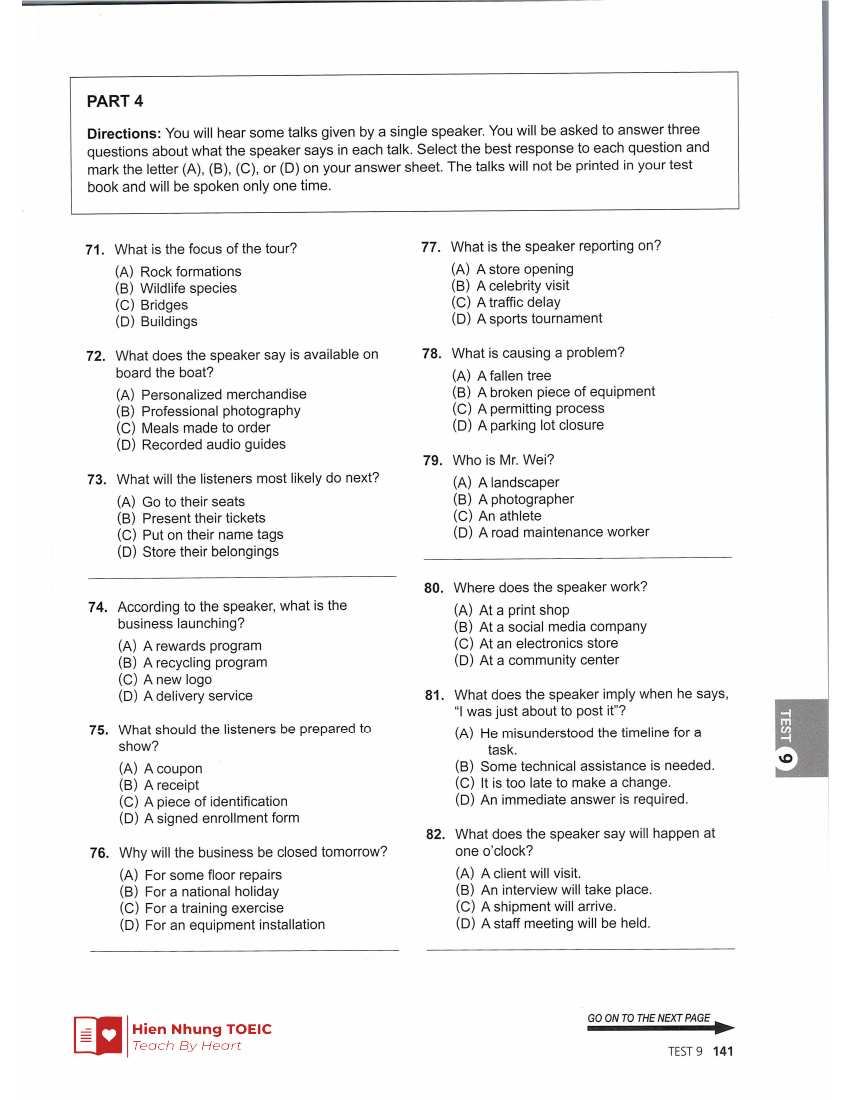 PART 4
Directions: You will hear some talks given by a single speaker. You will be asked to answer three
questions about what the speaker says in each talk. Select the best response to each question and
mark the letter (A), (B), (C), or (D) on your answer sheet. The talks will not be printed in your test
book and will be spoken only one time.
71. What is the focus of the tour?
(A) Rock formations
(B) Wildlife species
(C) Bridges
(D) Buildings
72. What does the speaker say is available on
board the boat?
(A) Personalized merchandise
(B) Professional photography
(C) Meals made to order
(D) Recorded audio guides
73. What will the listeners most likely do next?
(A) Go to their seats
(B) Present their tickets
(C) Put on their name tags
(D) Store their belongings
74. According to the speaker, what is the
business launching?
(A) A rewards program
(B) A recycling program
(C) A new logo
(D) A delivery service
75. What should the listeners be prepared to
show?
(A) A coupon
(B) A receipt
(C) A piece of identification
(D) A signed enrollment form
76. Why will the business be closed tomorrow?
(A) For some floor repairs
(B) For a national holiday
(C) For a training exercise
(D) For an equipment installation
77. What is the speaker reporting on?
(A) A store opening
(B) A celebrity visit
(C) A traffic delay
(D) A sports tournament
78. What is causing a problem?
(A) A fallen tree
(B) A broken piece of equipment
(C) A permitting process
(D) A parking lot closure
79. Who is Mr. Wei?
(A) A landscaper
(B) A photographer
(C) An athlete
(D) A road maintenance worker
80. Where does the speaker work?
(A) At a print shop
(B) At a social media company
(C) At an electronics store
(D) At a community center
81. What does the speaker imply when he says,
“I was just about to post it”?
(A) He misunderstood the timeline for a
task.
(B) Some technical assistance is needed.
(C) It is too late to make a change.
(D) An immediate answer is required.
82. What does the speaker say will happen at
one o’clock?
(A) A client will visit.
(B) An interview will take place.
(C) A shipment will arrive.
(D) A staff meeting will be held.
TEST 9
Hien Nhung TOEIC
Teach By Heart
GO ON TO THE NEXT PAGE
TEST 9 141